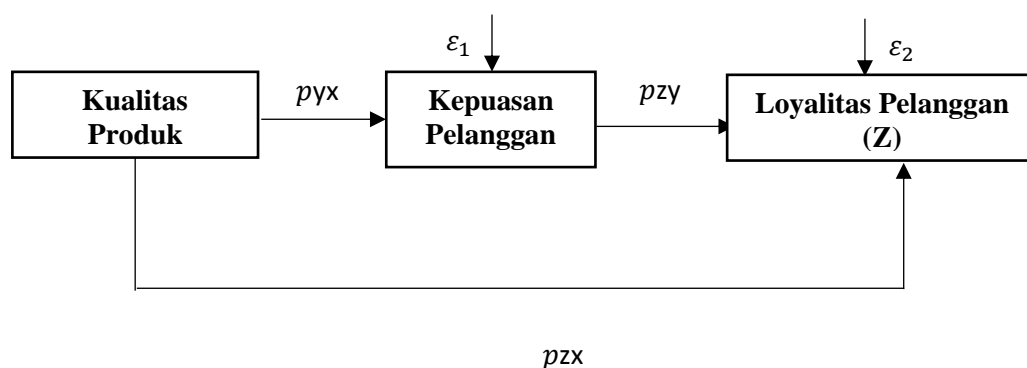 𝜀1
𝜀2
Kualitas
Produk
𝑝yx
Kepuasan
Pelanggan
𝑝zy
Loyalitas Pelanggan
(Z)
𝑝zx